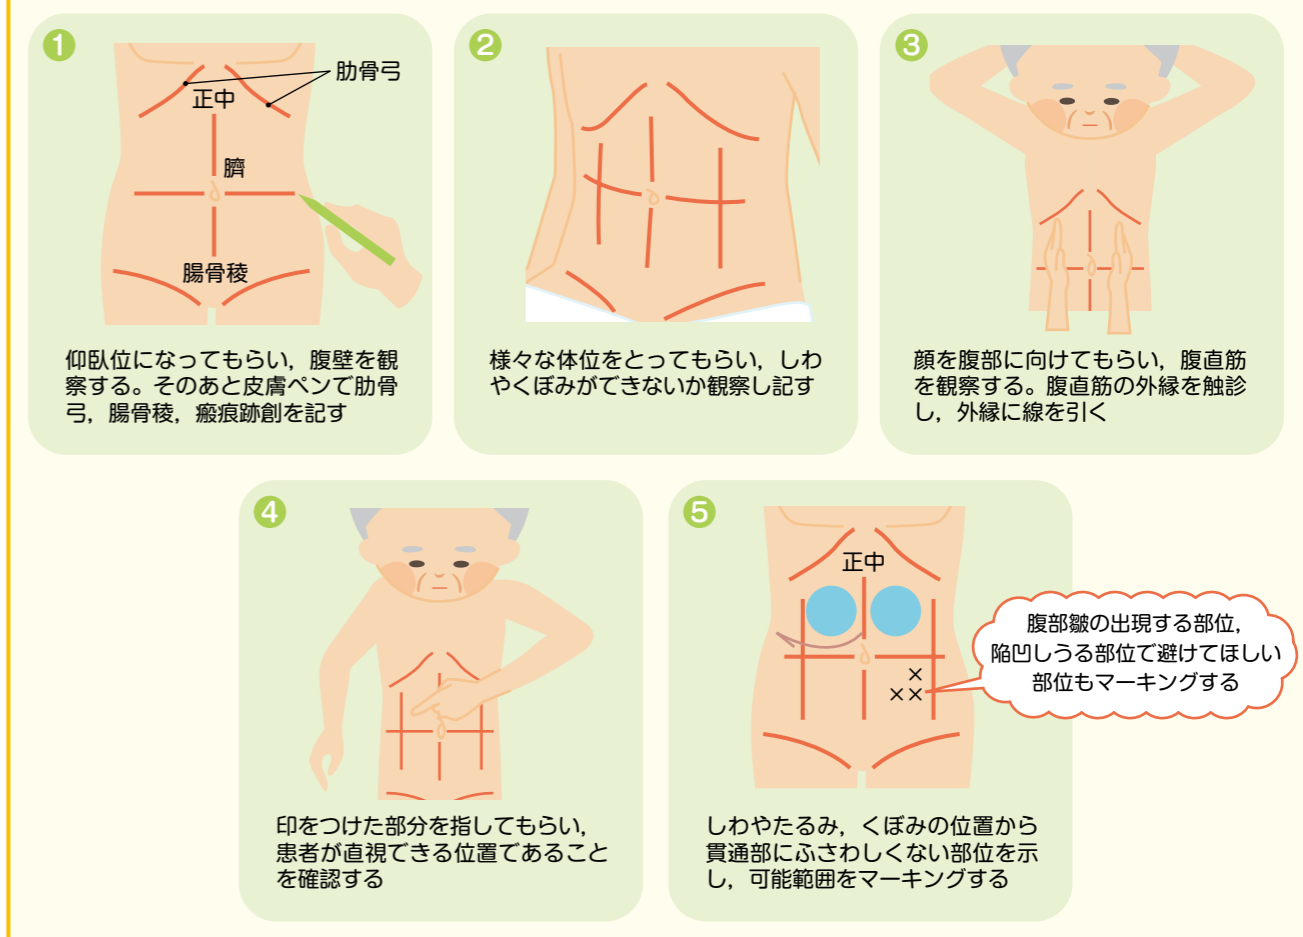 1
肋骨弓
正中
臍
腸骨稜
仰臥位になってもらい，腹壁を観
察する。そのあと皮膚ペンで肋骨
弓，腸骨稜，瘢痕跡創を記す
2
様々な体位をとってもらい，しわ
やくぼみができないか観察し記す
3
顔を腹部に向けてもらい，腹直筋
を観察する。腹直筋の外縁を触診
し，外縁に線を引く
4
印をつけた部分を指してもらい，
患者が直視できる位置であること
を確認する
5
正中
×
××
腹部皺の出現する部位，
陥凹しうる部位で避けてほしい
部位もマーキングする
しわやたるみ，くぼみの位置から
貫通部にふさわしくない部位を示
し，可能範囲をマーキングする